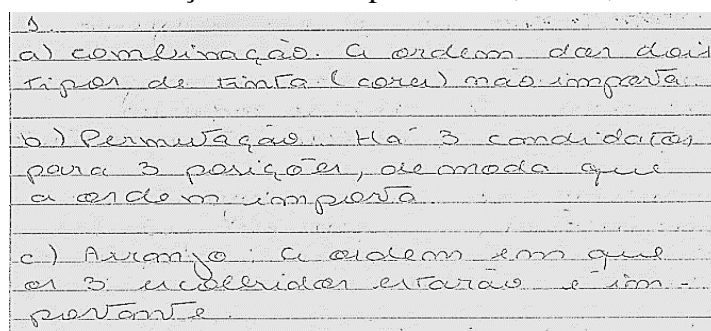 1
a) combinação. A ordem dos dois
tipos de tinta (cores) não importa.
b) Permutação. Há 3 candidatos
para 3 posições, de modo que
a ordem importa
c) Arranjo: a ordem em que
os 3 escolhidos estarão é im-
portante.